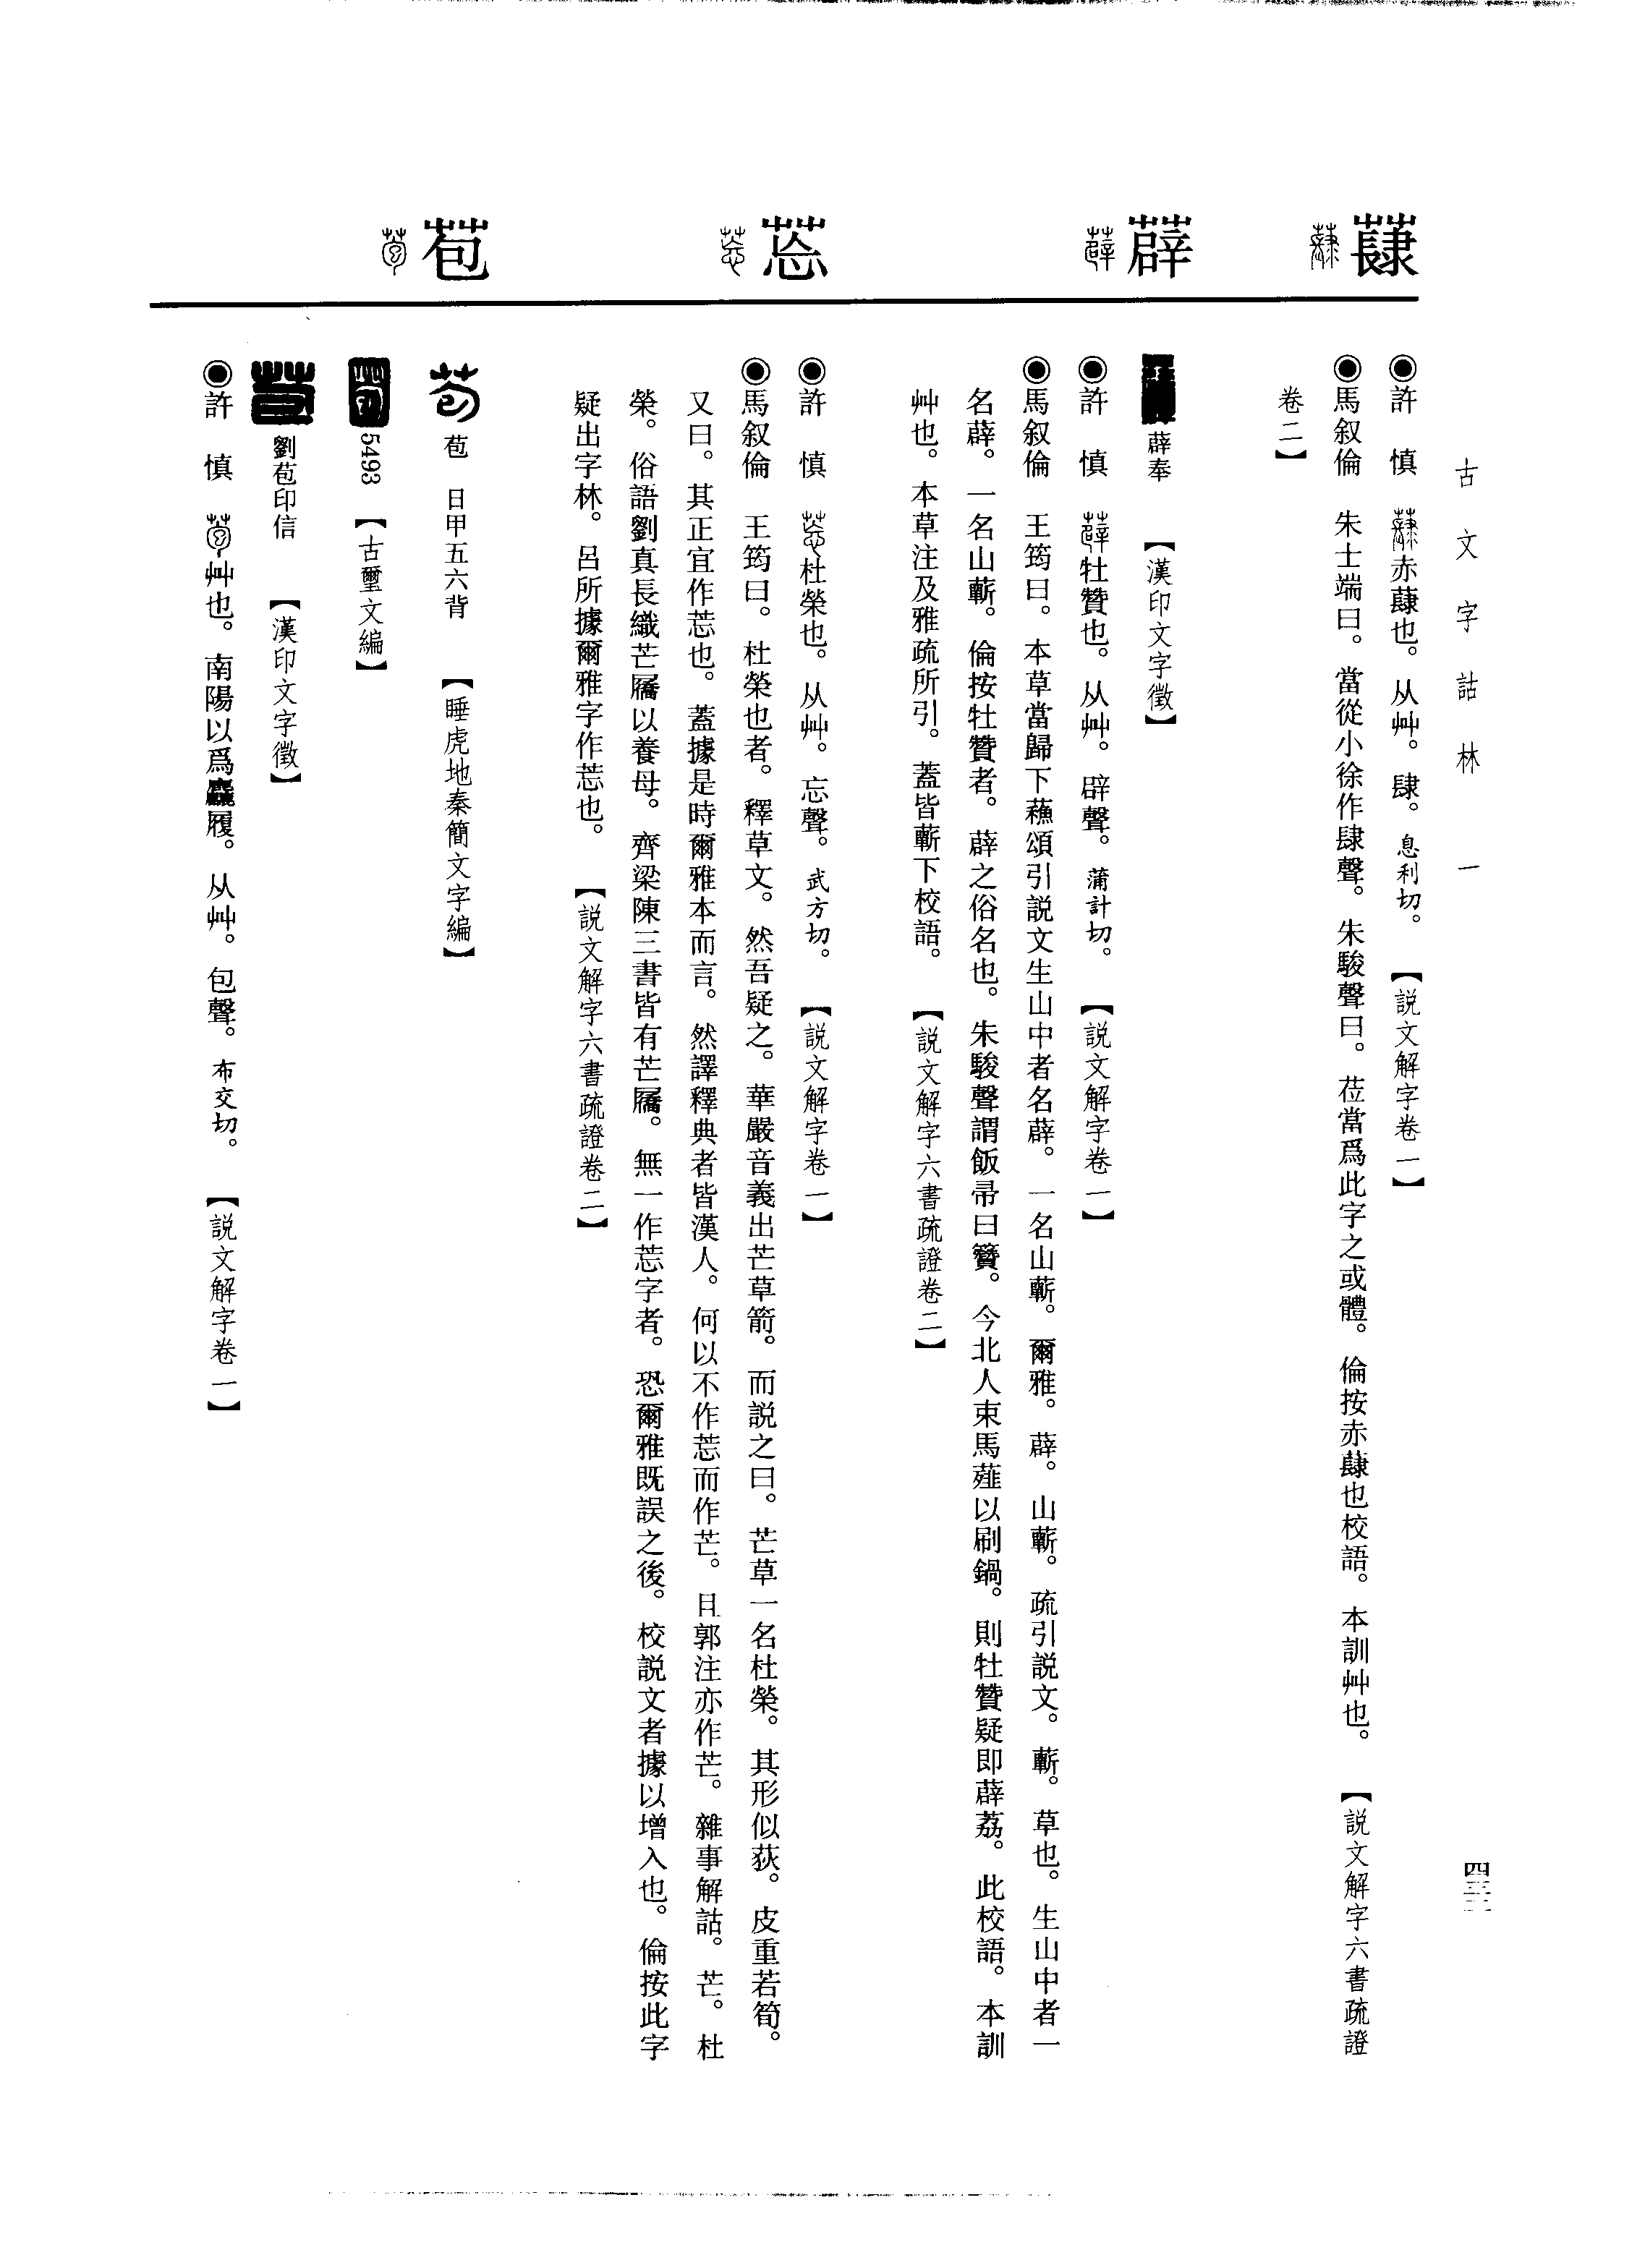 古文字詁林 一
四三二
蕼
薜
莣
苞
◉許 慎 赤蕼也。从艸。肆。息利切。【説文解字卷一】
◉馬叙倫 朱士端曰。當從小徐作肆聲。朱駿聲曰。莅當爲此字之或體。倫按赤蕼也校語。本訓艸也。【説文解字六書疏證
卷二】
薜奉 【漢印文字徵】
◉許 慎 牡贊也。从艸。辟聲。蒲計切。【説文解字卷一】
◉馬叙倫 王筠曰。本草當歸下蘓頌引説文生山中者名薜。一名山蘄。爾雅。薜。山蘄。疏引説文。蘄。草也。生山中者一
名薜。一名山蘄。倫按牡贊者。薜之俗名也。朱駿聲謂飯帚曰籫。今北人束馬薤以刷鍋。則牡贊疑即薜荔。此校語。本訓
艸也。本草注及雅疏所引。蓋皆蘄下校語。【説文解字六書疏證卷二】
◉許 慎 杜榮也。从艸。忘聲。武方切。【説文解字卷一】
◉馬叙倫 王筠曰。杜榮也者。釋草文。然吾疑之。華嚴音義出芒草箭。而説之曰。芒草一名杜榮。其形似荻。皮重若筍。
又曰。其正宜作莣也。蓋據是時爾雅本而言。然譯釋典者皆漢人。何以不作莣而作芒。且郭注亦作芒。雜事解詁。芒。杜
榮。俗語劉真長織芒屩以養母。齊梁陳三書皆有芒屩。無一作莣字者。恐爾雅既誤之後。校説文者據以增入也。倫按此字
疑出字林。呂所據爾雅字作莣也。【説文解字六書疏證卷二】
苞 日甲五六背 【睡虎地秦簡文字編】
5493 【古璽文編】
劉苞印信 【漢印文字徵】
◉許 慎 艸也。南陽以爲麤履。从艸。包聲。布交切。【説文解字卷一】